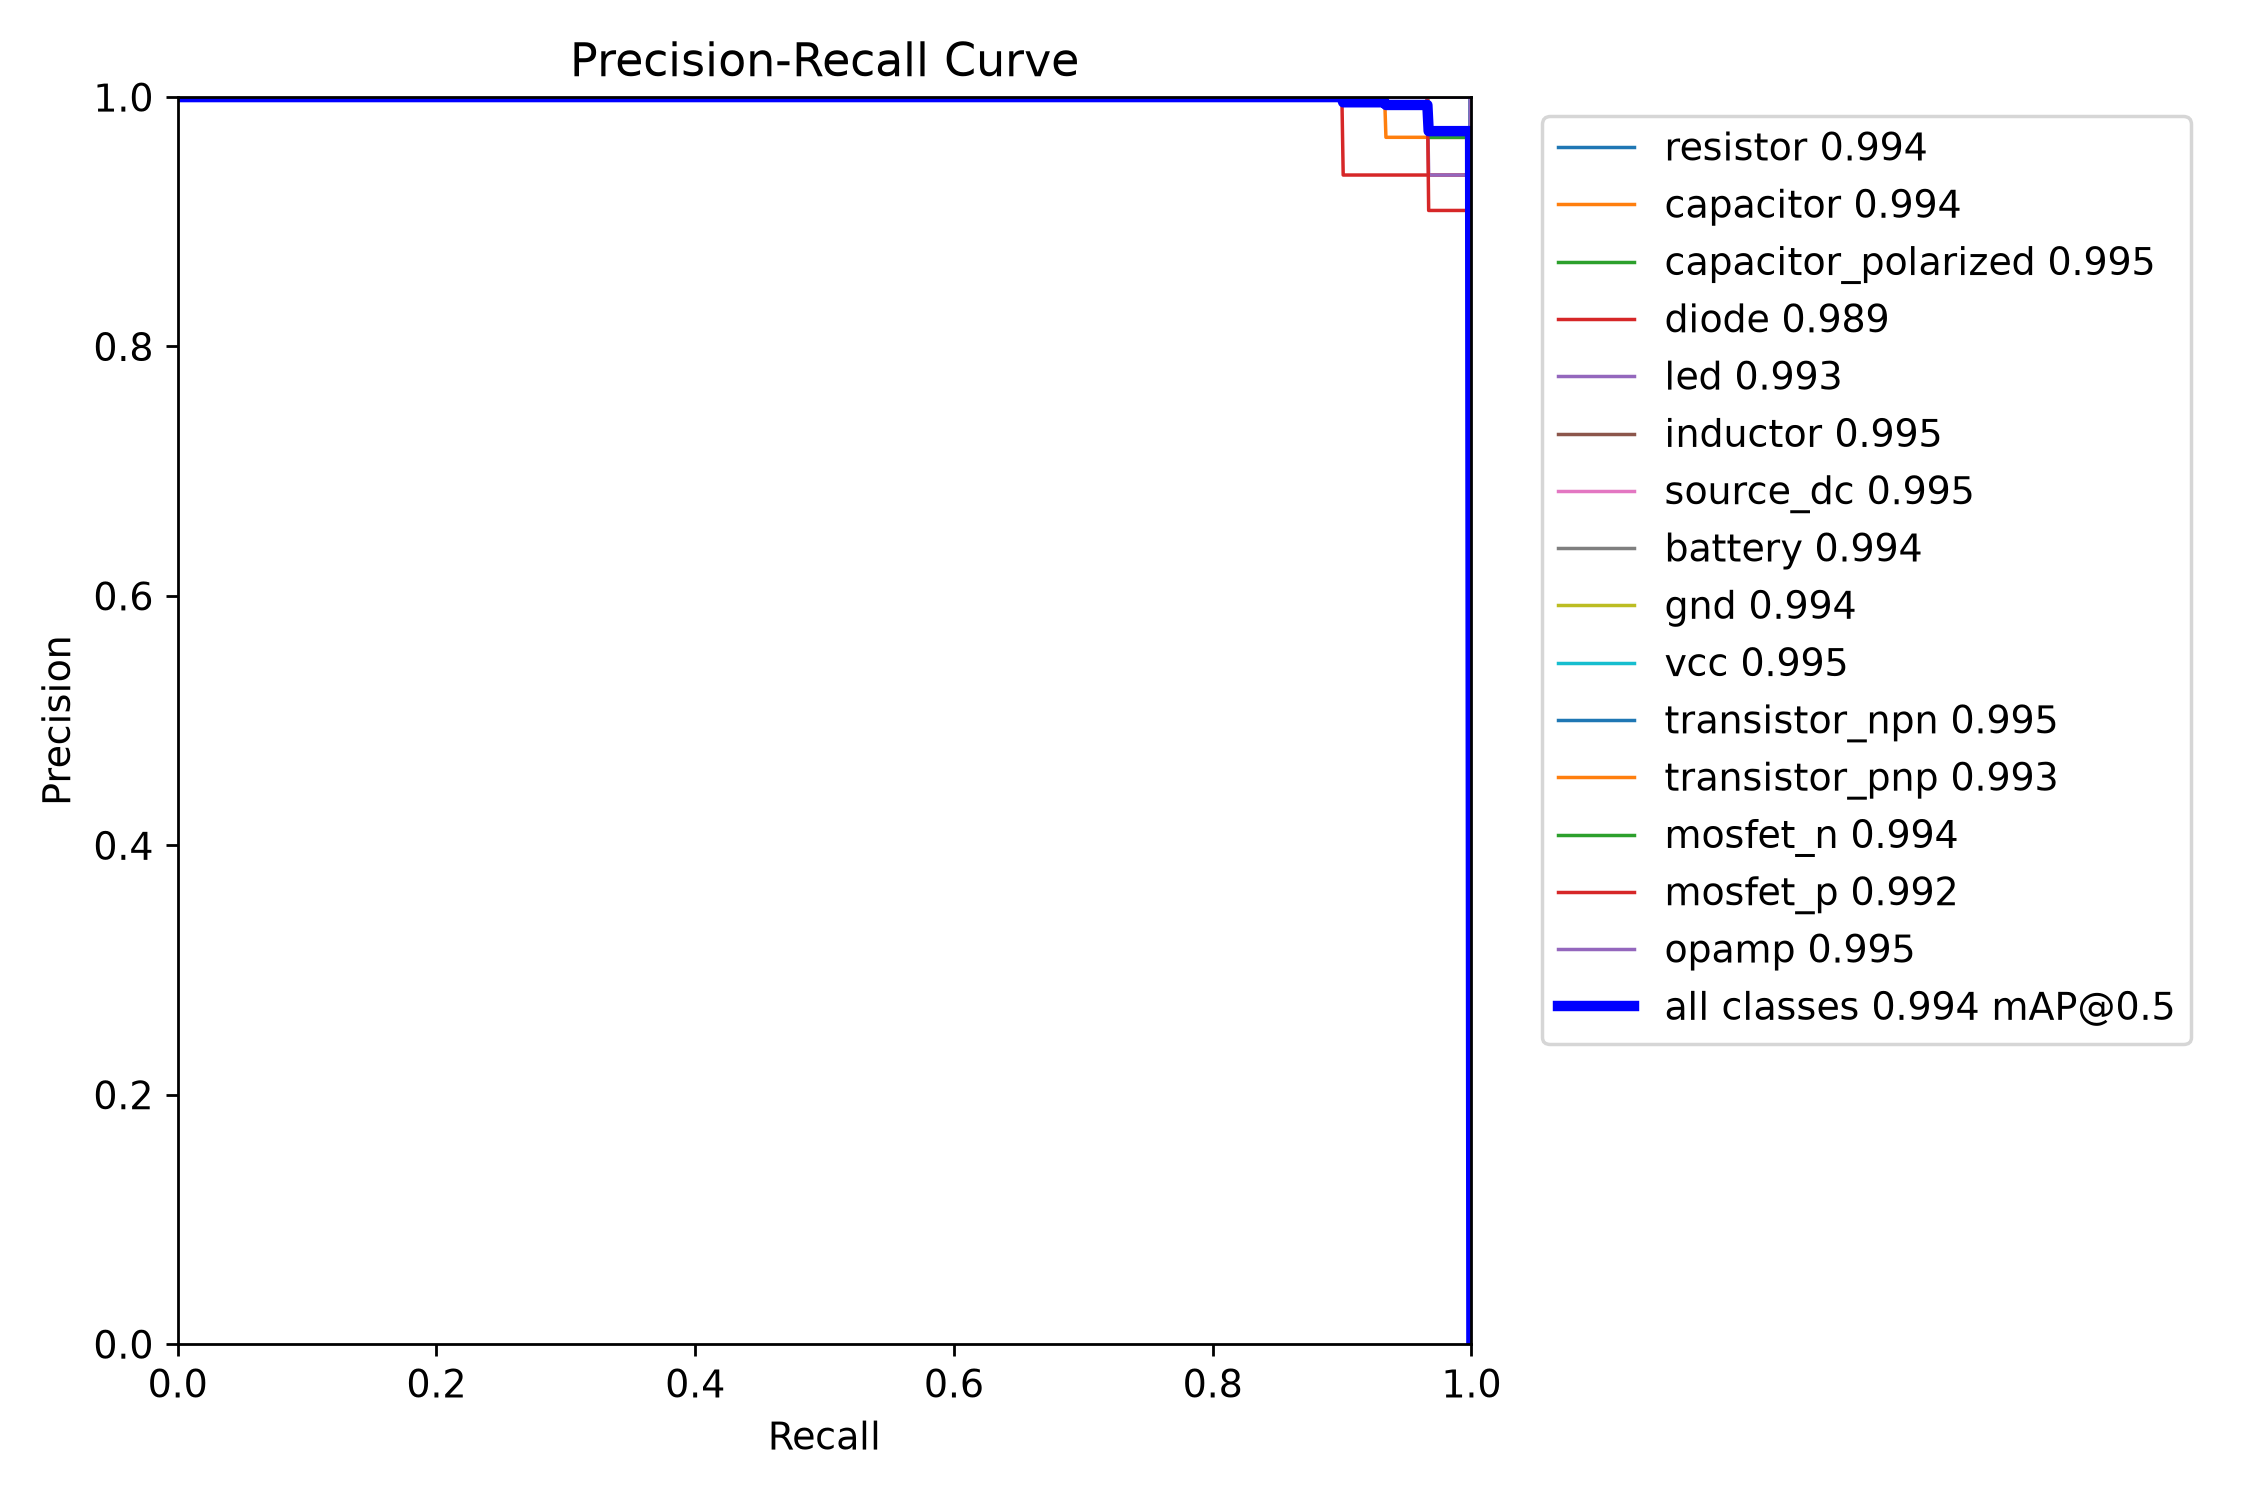 Precision-Recall Curve
1.0
0.8
0.6
0.4
0.2
0.0
Precision
0.0 0.2 0.4 0.6 0.8 1.0
Recall
resistor 0.994
capacitor 0.994
capacitor_polarized 0.995
diode 0.989
led 0.993
inductor 0.995
source_dc 0.995
battery 0.994
gnd 0.994
vcc 0.995
transistor_npn 0.995
transistor_pnp 0.993
mosfet_n 0.994
mosfet_p 0.992
opamp 0.995
all classes 0.994 mAP@0.5